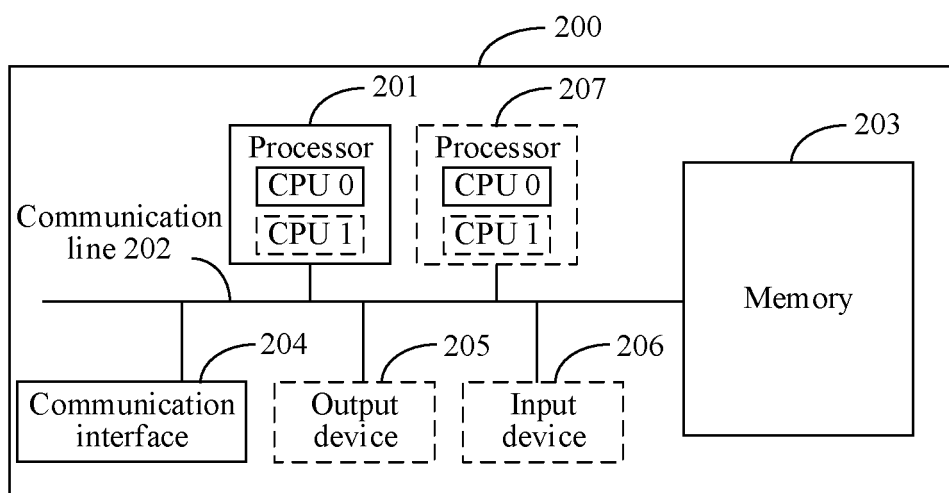 200
201
207
203
Processor
CPU 0
CPU 1
Processor
CPU 0
CPU 1
Communication
line 202
Memory
204
205
206
Communication
interface
Output
device
Input
device